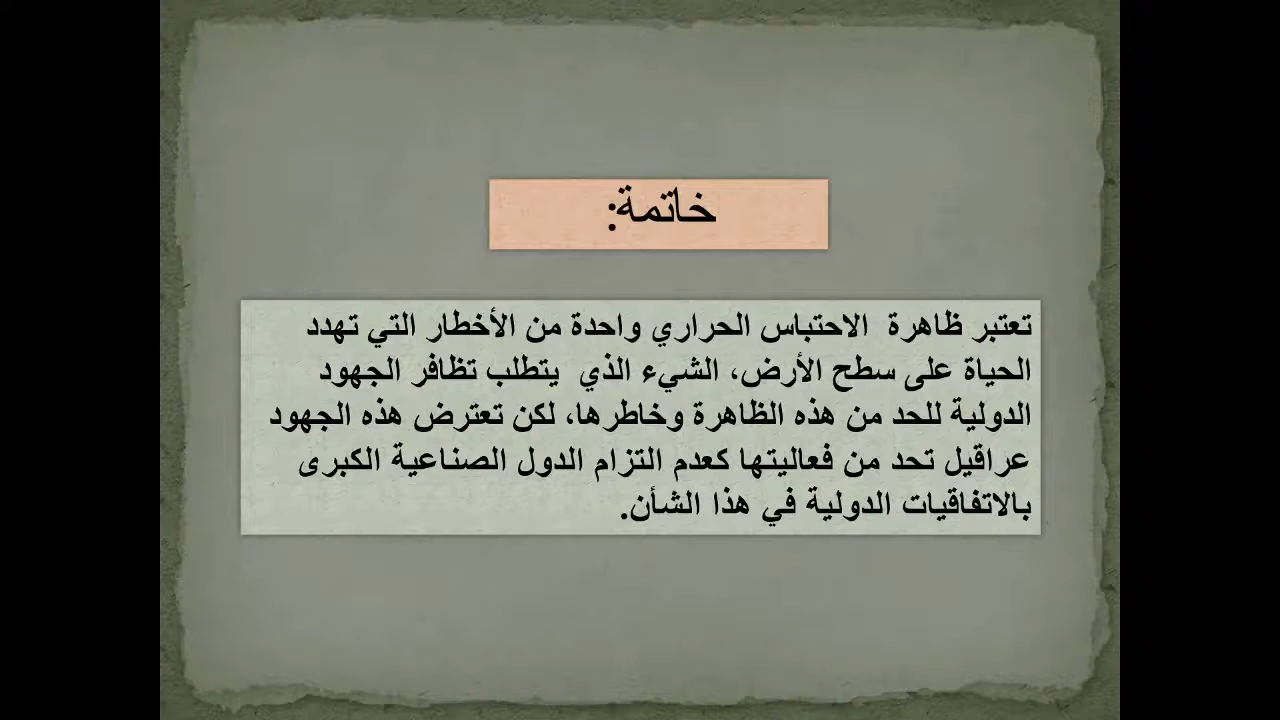 خاتمة:
تعتبر ظاهرة الاحتباس الحراري واحدة من الأخطار التي تهدد
الحياة على سطح الأرض، الشيء الذي يتطلب تظافر الجهود
الدولية للحد من هذه الظاهرة وخاطرها، لكن تعترض هذه الجهود
عراقيل تحد من فعاليتها كعدم التزام الدول الصناعية الكبرى
بالاتفاقيات الدولية في هذا الشأن.